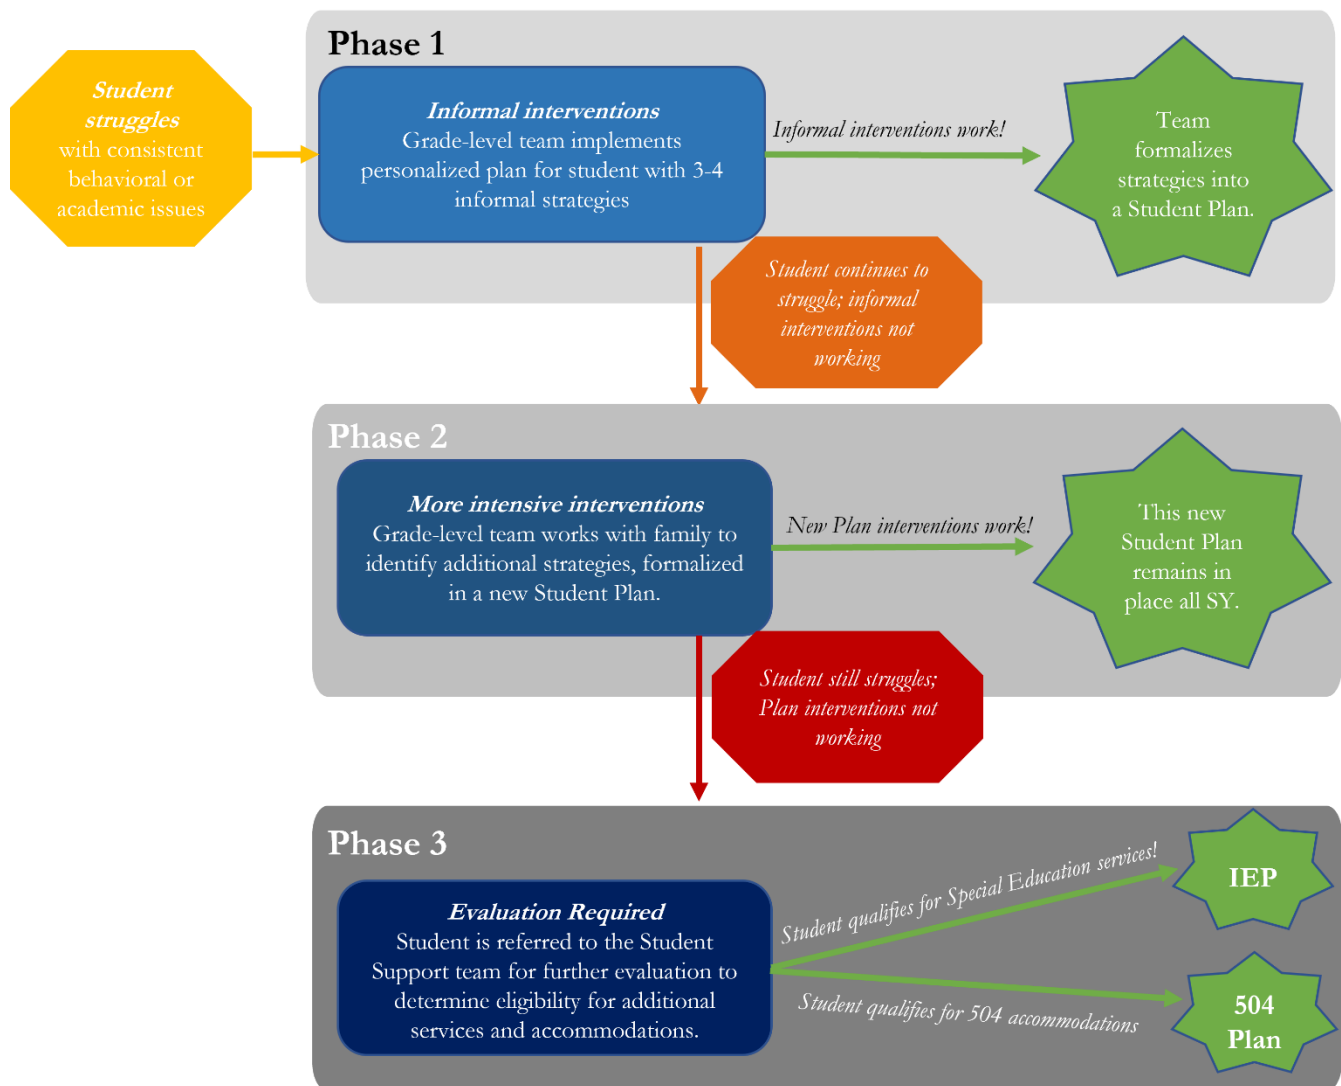 Phase 1
Student
struggles
with consistent
behavioral or
academic issues
Informal interventions
Grade-level team implements
personalized plan for student with 3-4
informal strategies
Informal interventions work!
Team
formalizes
strategies into
a Student Plan.
Student continues to
struggle; informal
interventions not
working
Phase 2
More intensive interventions
Grade-level team works with family to
identify additional strategies, formalized
in a new Student Plan.
New Plan interventions work!
This new
Student Plan
remains in
place all SY.
Student still struggles;
Plan interventions not
working
Phase 3
Evaluation Required
Student is referred to the Student
Support team for further evaluation to
determine eligibility for additional
services and accommodations.
Student qualifies for Special Education services!
IEP
Student qualifies for 504 accommodations
504
Plan